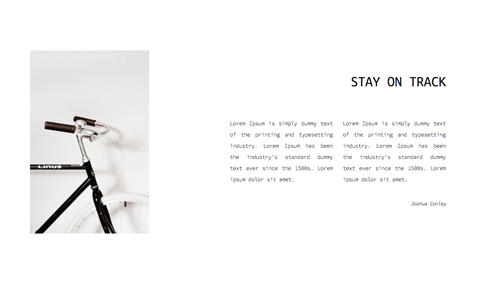 LINUS
STAY ON TRACK
Lorem Ipsum is simply dummy text
of the printing and typesetting
industry. Lorem Ipsum has been
the industry's standard dummy
text ever since the 1500s. Lorem
ipsum dolor sit amet.
Lorem Ipsum is simply dummy text
of the printing and typesetting
industry. Lorem Ipsum has been
the industry's standard dummy
text ever since the 1500s. Lorem
ipsum dolor sit amet.
Joshua Conley